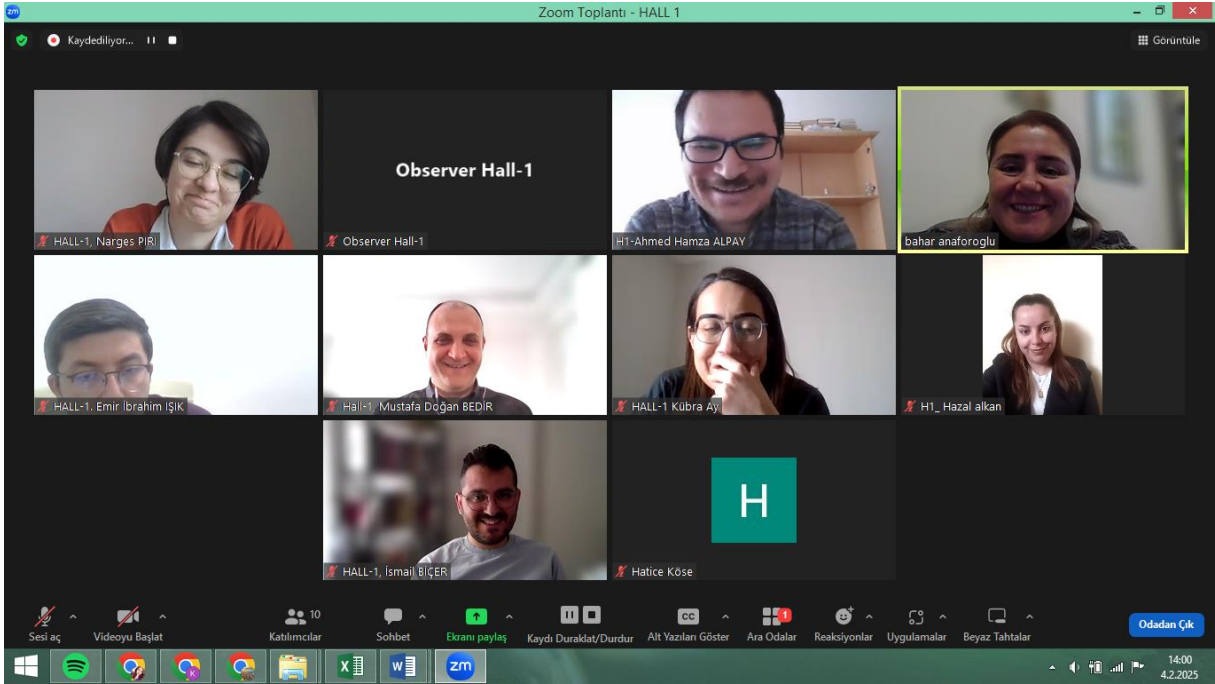 zm
Zoom Toplantı - HALL 1
Kaydediliyor...
Görüntüle
HALL-1, Narges PIRI
Observer Hall-1
Observer Hall-1
H1-Ahmed Hamza ALPAY
bahar anaforoglu
HALL-1. Emir İbrahim IŞIK
Hall-1, Mustafa Doğan BEDİR
HALL-1 Kübra Ay
H1_ Hazal alkan
HALL-1, İsmail BİÇER
H
Hatice Köse
Sesi aç
Videoyu Başlat
10
Katılımcılar
Sohbet
Ekranı paylaş
Kaydı Duraklat/Durdur
CC
Alt Yazıları Göster
1
Ara Odalar
Reaksiyonlar
Uygulamalar
Beyaz Tahtalar
Odadan Çık
K
X
W
zm
14:00
4.2.2025